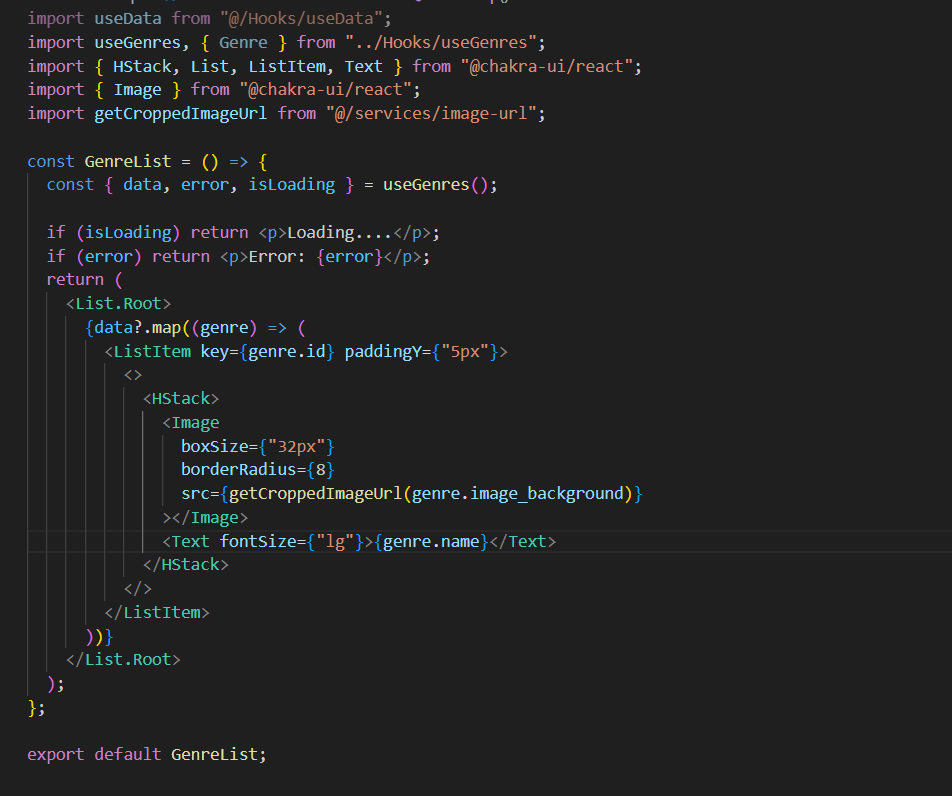 import useData from "@/Hooks/useData";
import useGenres, { Genre } from "../Hooks/useGenres";
import { HStack, List, ListItem, Text } from "@chakra-ui/react";
import { Image } from "@chakra-ui/react";
import getCroppedImageUrl from "@/services/image-url";

const GenreList = () => {
  const { data, error, isLoading } = useGenres();

  if (isLoading) return <p>Loading....</p>;
  if (error) return <p>Error: {error}</p>;
  return (
    <List.Root>
      {data?.map((genre) => (
        <ListItem key={genre.id} paddingY={"5px"}>
          <>
            <HStack>
              <Image
                boxSize={"32px"}
                borderRadius={8}
                src={getCroppedImageUrl(genre.image_background)}
              ></Image>
              <Text fontSize={"lg"}>{genre.name}</Text>
            </HStack>
          </>
        </ListItem>
      ))}
    </List.Root>
  );
};

export default GenreList;